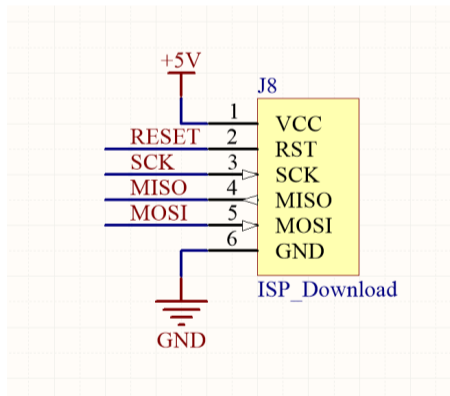 +5V
J8
1 VCC
RESET 2 RST
SCK 3 SCK
MISO 4 MISO
MOSI 5 MOSI
6 GND
ISP_Download
GND